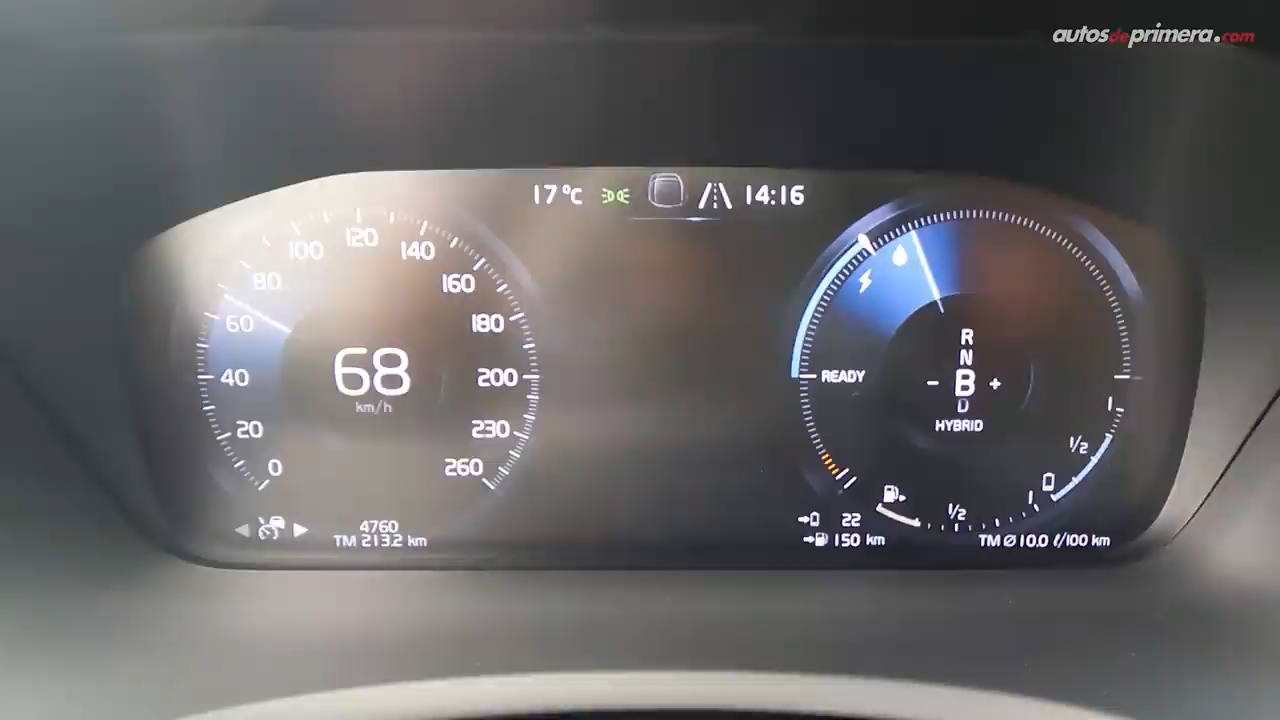 autosdeprimera.com
17°C 14:16
0
20
40
60
80
100
120
140
160
180
200
230
260
68
km/h
4760
TM 213.2 km
READY
R
N
- B +
D
HYBRID
1
1/2
1/2
22
150 km
TM ⌀ 10.0 ℓ/100 km